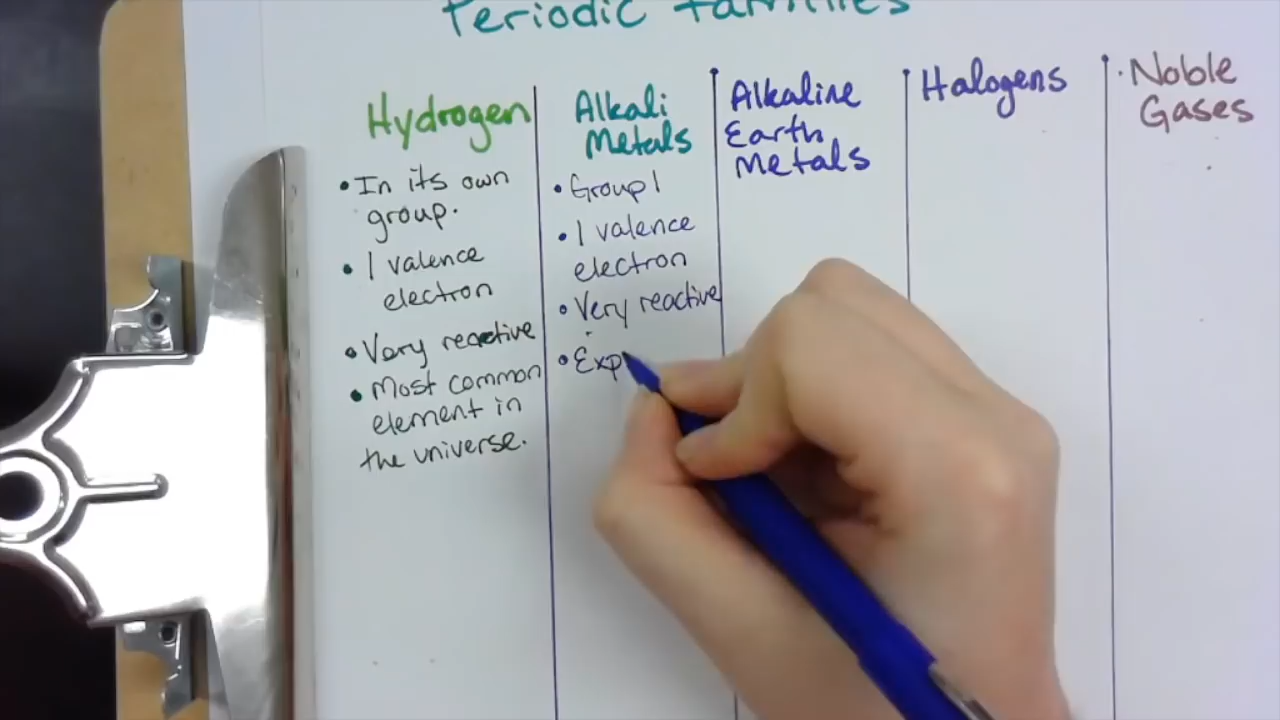 Periodic Families
Hydrogen
• In its own
group.
• 1 valence
electron
• Very reactive
• Most common
element in
the universe.
Alkali
Metals
• Group 1
• 1 valence
electron
• Very reactive
• Exp
Alkaline
Earth
Metals
Halogens
• Noble
Gases